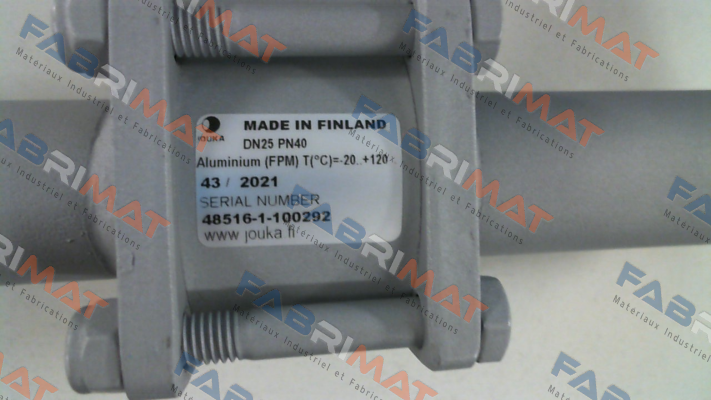 MADE IN FINLAND
JOUKA
DN25 PN40
Aluminium (FPM) T(°C)=-20..+120
43 / 2021
SERIAL NUMBER
48516-1-100292
www.jouka.fi
FABRIMAT
Materiaux Industriel et Fabrications